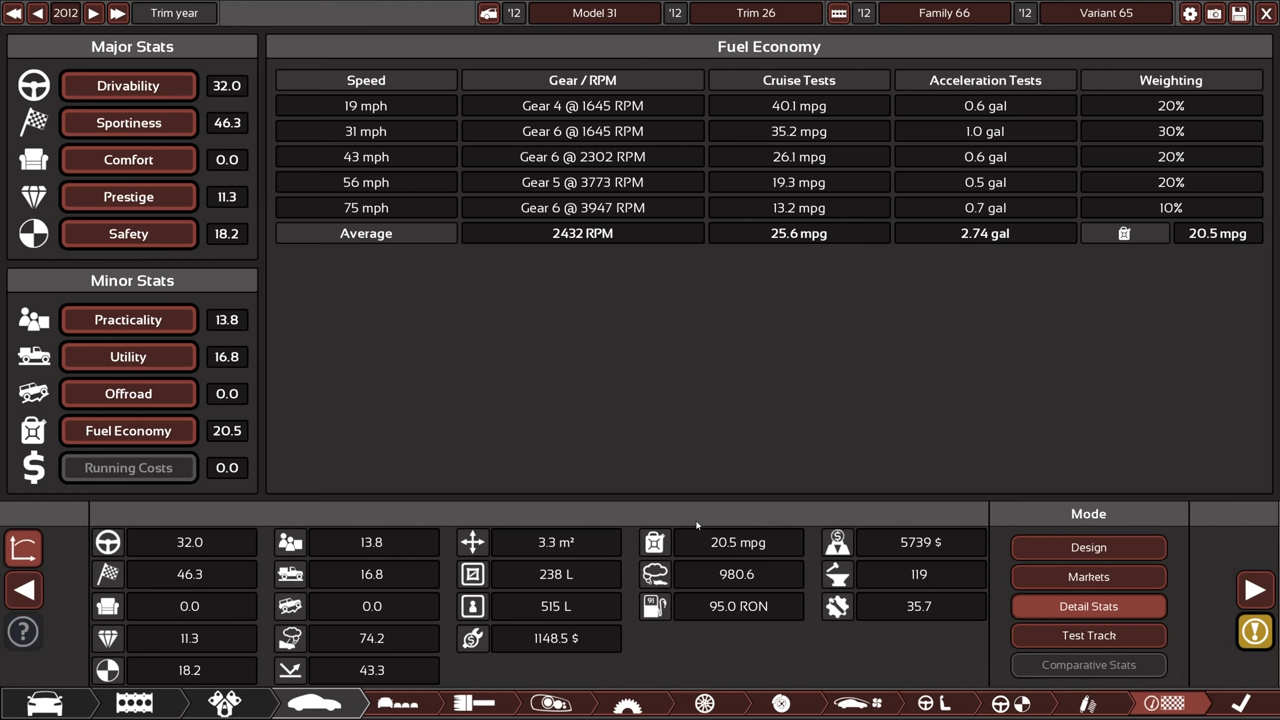 2012 Trim year '12 Model 31 '12 Trim 26 '12 Family 66 '12 Variant 65
Major Stats
Drivability 32.0
Sportiness 46.3
Comfort 0.0
Prestige 11.3
Safety 18.2
Minor Stats
Practicality 13.8
Utility 16.8
Offroad 0.0
Fuel Economy 20.5
Running Costs 0.0
Fuel Economy
Speed Gear / RPM Cruise Tests Acceleration Tests Weighting
19 mph Gear 4 @ 1645 RPM 40.1 mpg 0.6 gal 20%
31 mph Gear 6 @ 1645 RPM 35.2 mpg 1.0 gal 30%
43 mph Gear 6 @ 2302 RPM 26.1 mpg 0.6 gal 20%
56 mph Gear 5 @ 3773 RPM 19.3 mpg 0.5 gal 20%
75 mph Gear 6 @ 3947 RPM 13.2 mpg 0.7 gal 10%
Average 2432 RPM 25.6 mpg 2.74 gal 20.5 mpg
32.0 13.8 3.3 m² 20.5 mpg 5739 $
46.3 16.8 238 L 980.6 119
0.0 0.0 515 L 91 95.0 RON 35.7
11.3 74.2 1148.5 $
18.2 43.3
Mode
Design
Markets
Detail Stats
Test Track
Comparative Stats